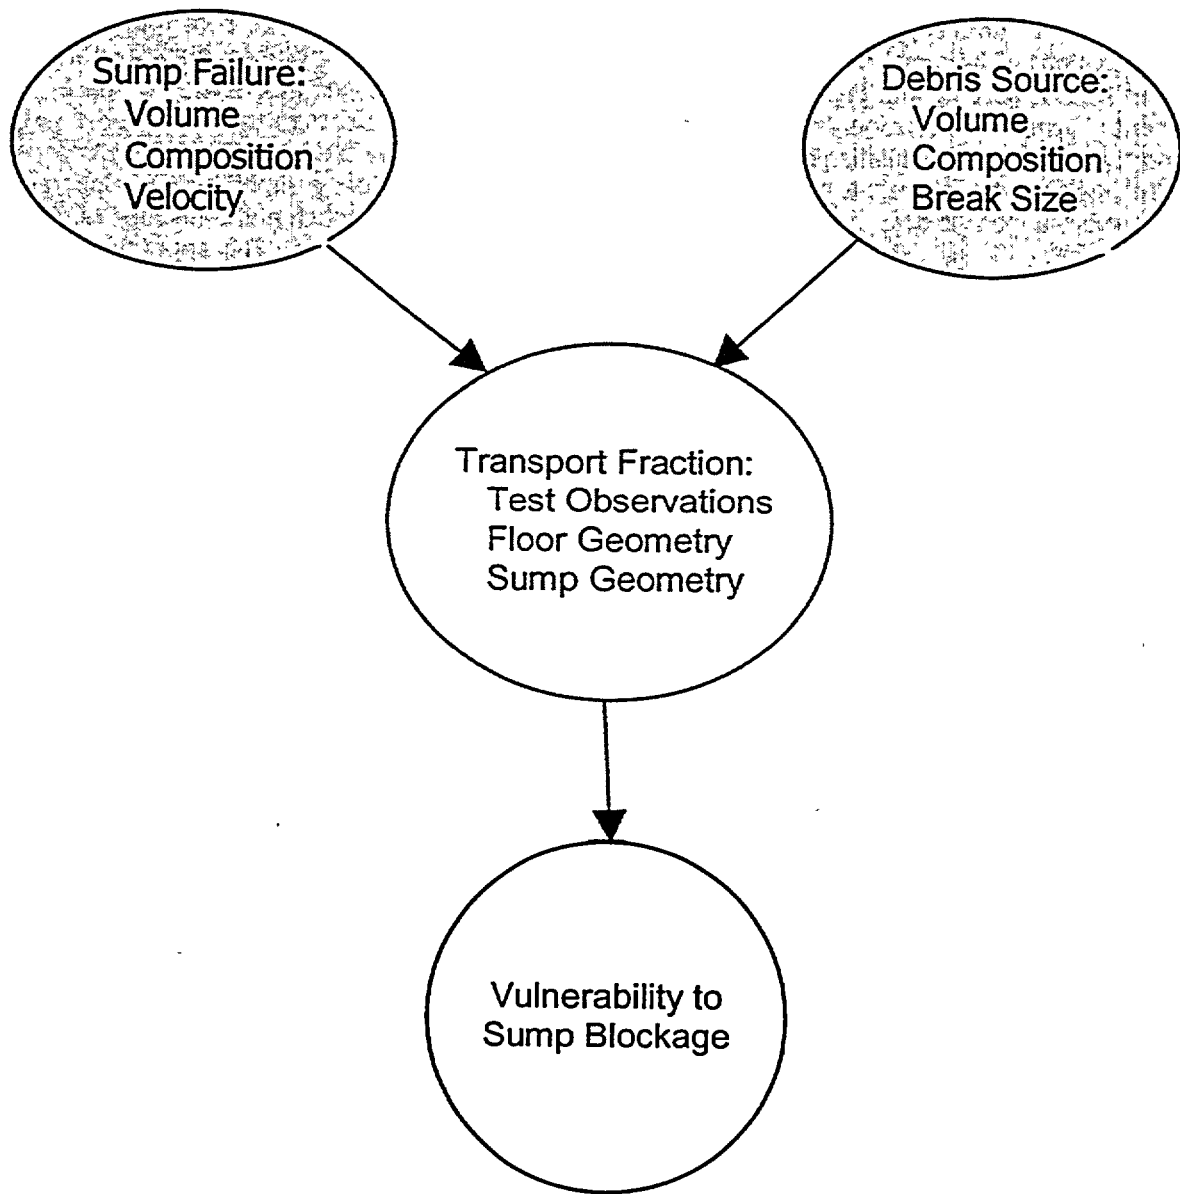 Sump Failure:
Volume
Composition
Velocity
Debris Source:
Volume
Composition
Break Size
Transport Fraction:
Test Observations
Floor Geometry
Sump Geometry
Vulnerability to
Sump Blockage